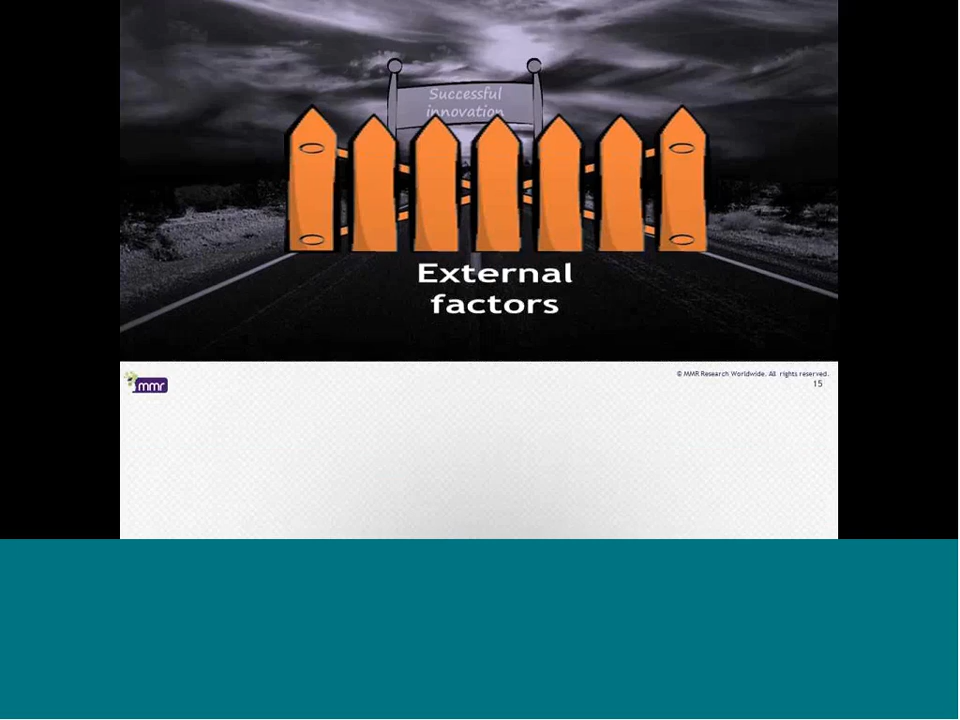 Successful
innovation
External
factors
mmr
© MMR Research Worldwide. All rights reserved.
15